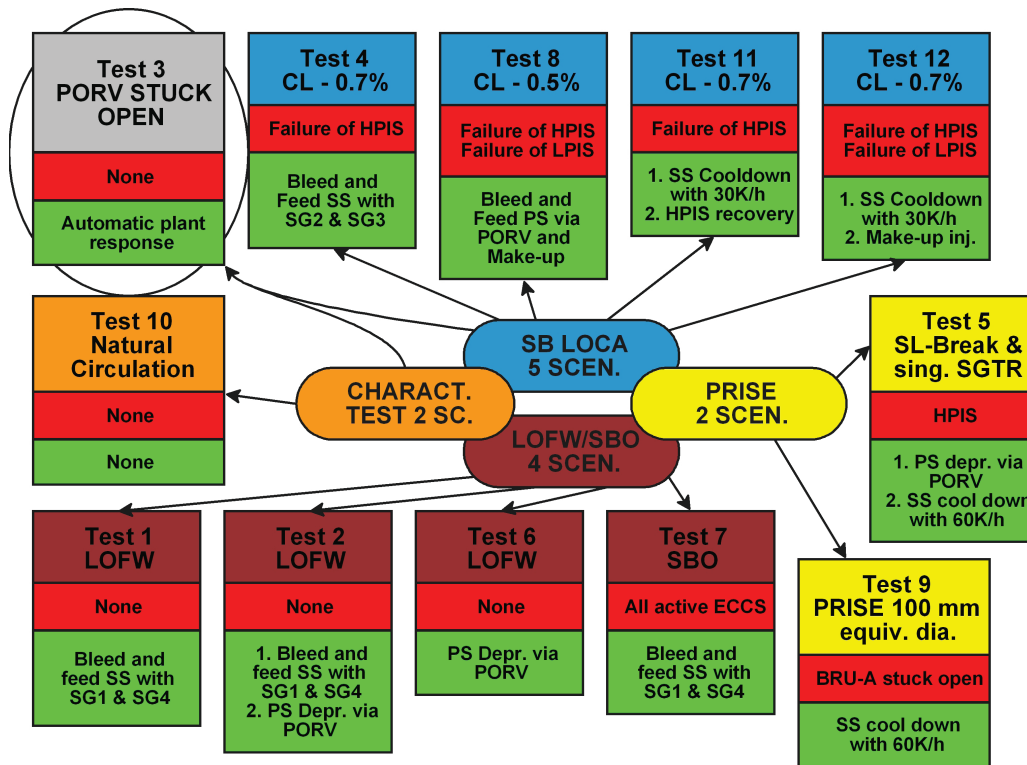 Test 3
PORV STUCK
OPEN
None
Automatic plant
response
Test 4
CL - 0.7%
Failure of HPIS
Bleed and
Feed SS with
SG2 & SG3
Test 8
CL - 0.5%
Failure of HPIS
Failure of LPIS
Bleed and
Feed PS via
PORV and
Make-up
Test 11
CL - 0.7%
Failure of HPIS
1. SS Cooldown
with 30K/h
2. HPIS recovery
Test 12
CL - 0.7%
Failure of HPIS
Failure of LPIS
1. SS Cooldown
with 30K/h
2. Make-up inj.
Test 10
Natural
Circulation
None
None
SB LOCA
5 SCEN.
CHARACT.
TEST 2 SC.
PRISE
2 SCEN.
LOFW/SBO
4 SCEN.
Test 5
SL-Break &
sing. SGTR
HPIS
1. PS depr. via
PORV
2. SS cool down
with 60K/h
Test 1
LOFW
None
Bleed and
feed SS with
SG1 & SG4
Test 2
LOFW
None
1. Bleed and
feed SS with
SG1 & SG4
2. PS Depr. via
PORV
Test 6
LOFW
None
PS Depr. via
PORV
Test 7
SBO
All active ECCS
Bleed and
feed SS with
SG1 & SG4
Test 9
PRISE 100 mm
equiv. dia.
BRU-A stuck open
SS cool down
with 60K/h